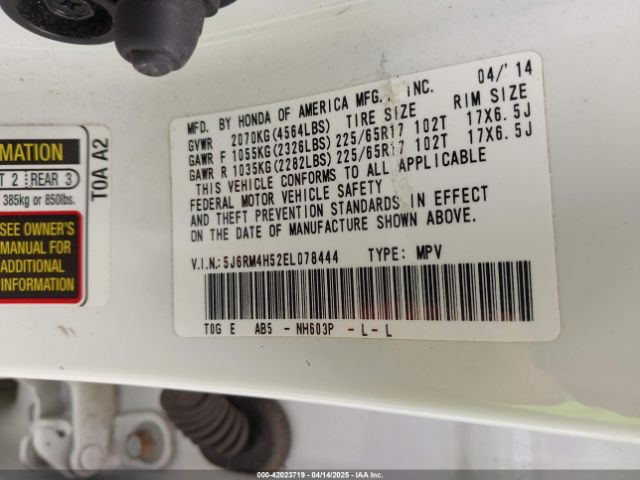 MFD. BY HONDA OF AMERICA MFG., INC. 04/'14
GVWR 2070KG(4564LBS) TIRE SIZE RIM SIZE
GAWR F 1055KG(2326LBS) 225/65R17 102T 17X6.5J
GAWR R 1035KG(2282LBS) 225/65R17 102T 17X6.5J
THIS VEHICLE CONFORMS TO ALL APPLICABLE
FEDERAL MOTOR VEHICLE SAFETY
AND THEFT PREVENTION STANDARDS IN EFFECT
ON THE DATE OF MANUFACTURE SHOWN ABOVE.
V.I.N.: 5J6RM4H52EL078444 TYPE: MPV
T0G E AB5 - NH603P - L - L
MATION
T 2 REAR 3
385kg or 850lbs.
SEE OWNER'S
MANUAL FOR
ADDITIONAL
INFORMATION
T0A A2
000-42023719 - 04/14/2025 - IAAI.COM